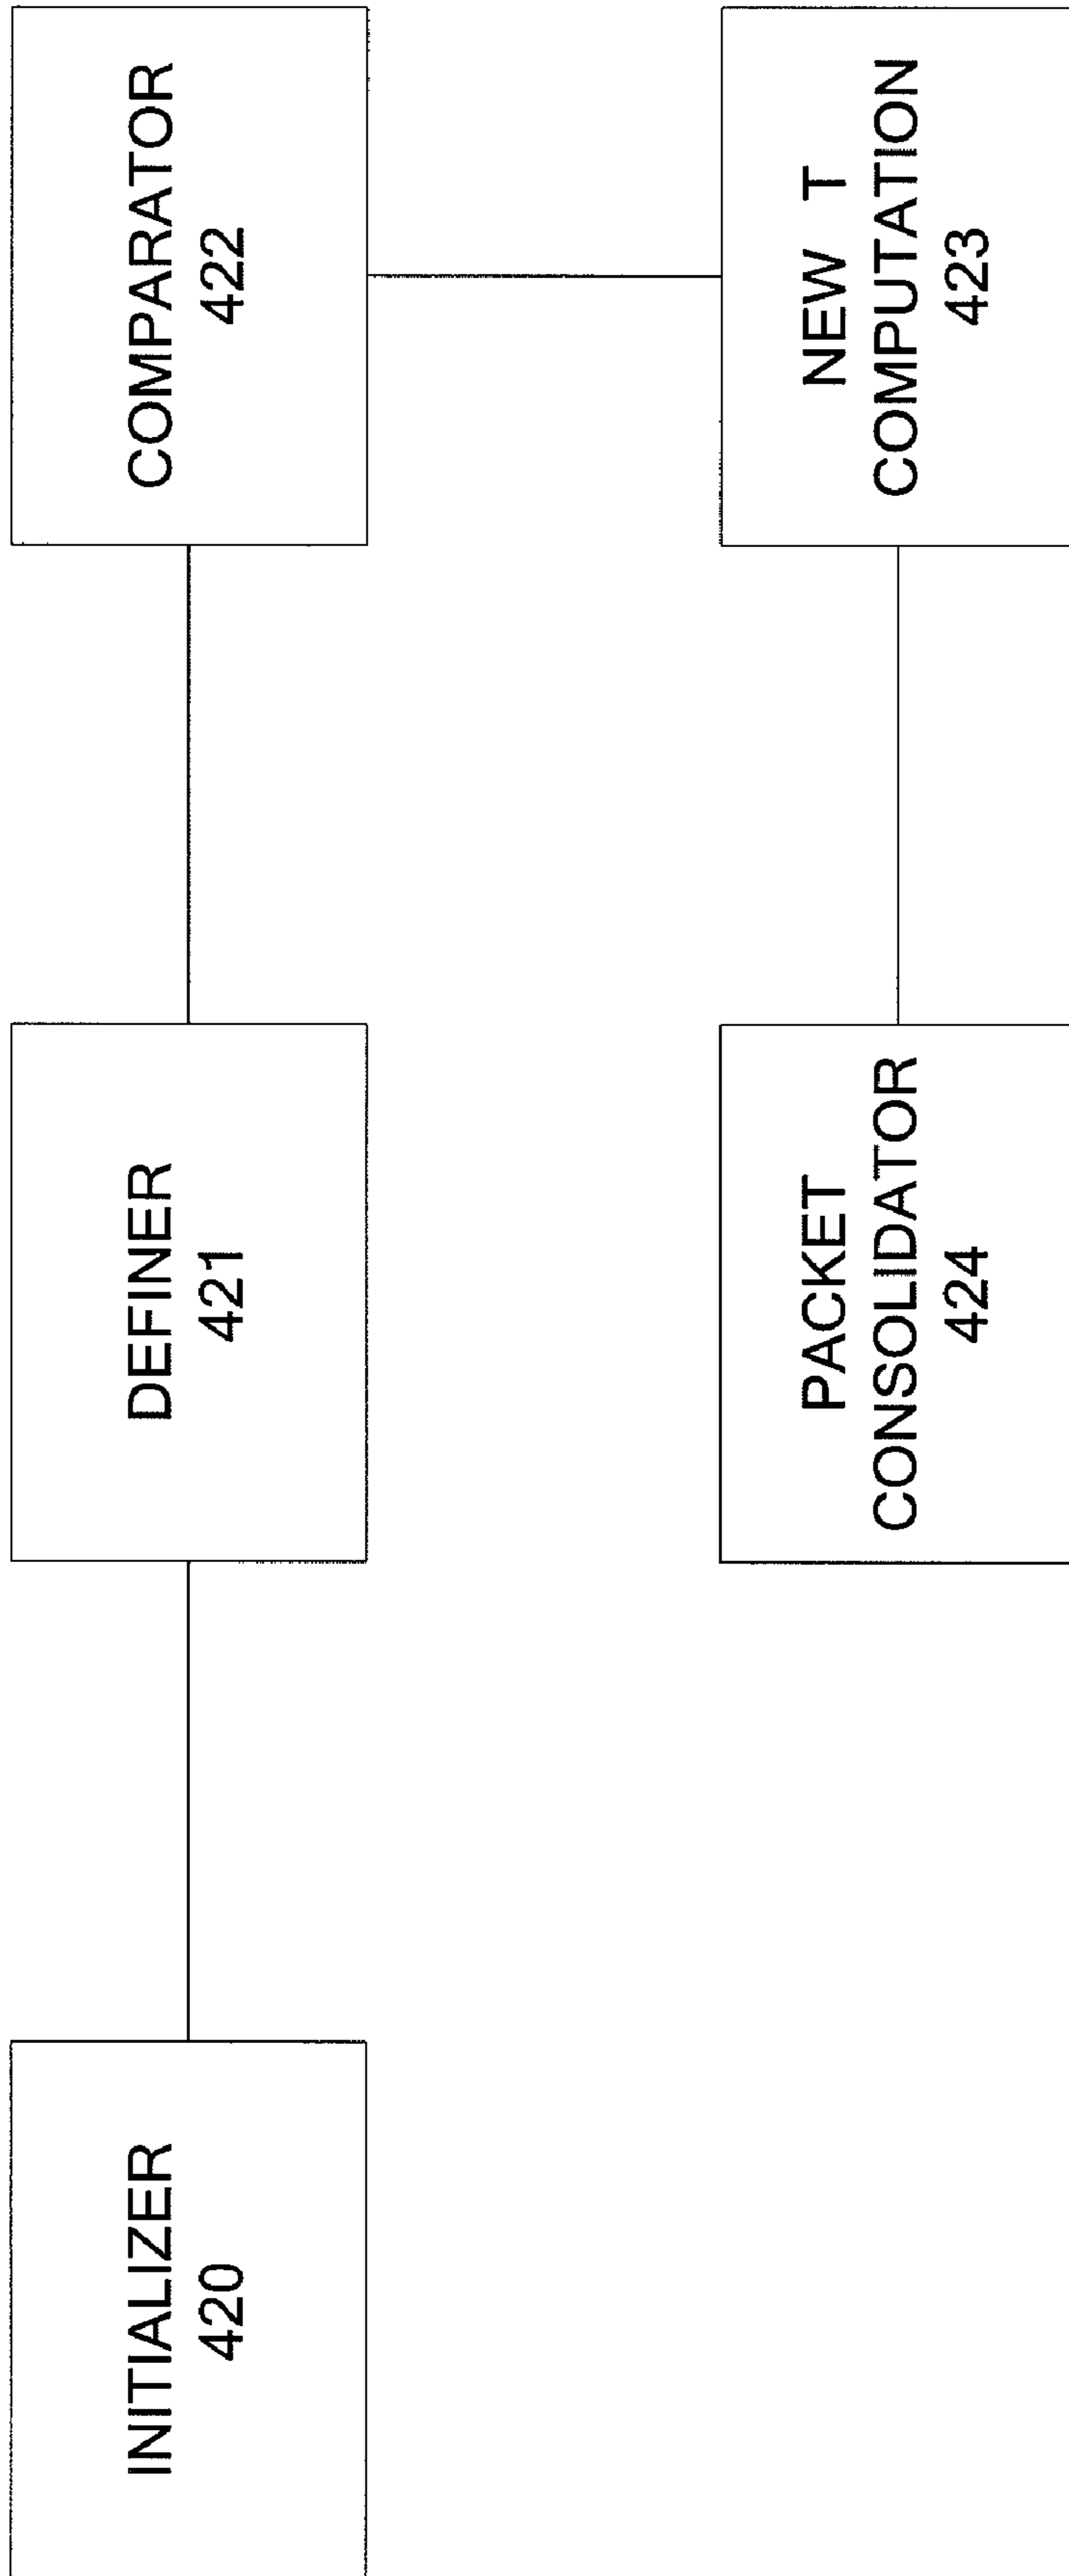 INITIALIZER
420
DEFINER
421
COMPARATOR
422
PACKET
CONSOLIDATOR
424
NEW T
COMPUTATION
423